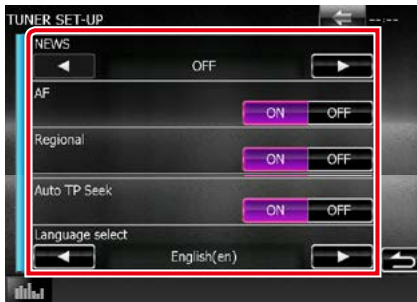 TUNER SET-UP
--:--
NEWS
OFF
AF
ON OFF
Regional
ON OFF
Auto TP Seek
ON OFF
Language select
English(en)